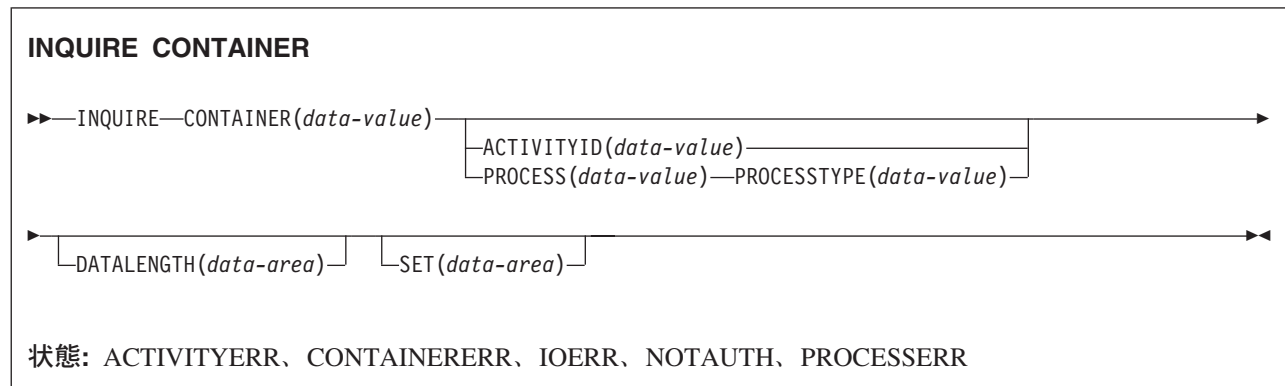 INQUIRE CONTAINER
INQUIRE CONTAINER(data-value)
ACTIVITYID(data-value)
PROCESS(data-value) PROCESSTYPE(data-value)
DATALENGTH(data-area) SET(data-area)
状態: ACTIVITYERR、CONTAINERERR、IOERR、NOTAUTH、PROCESSERR